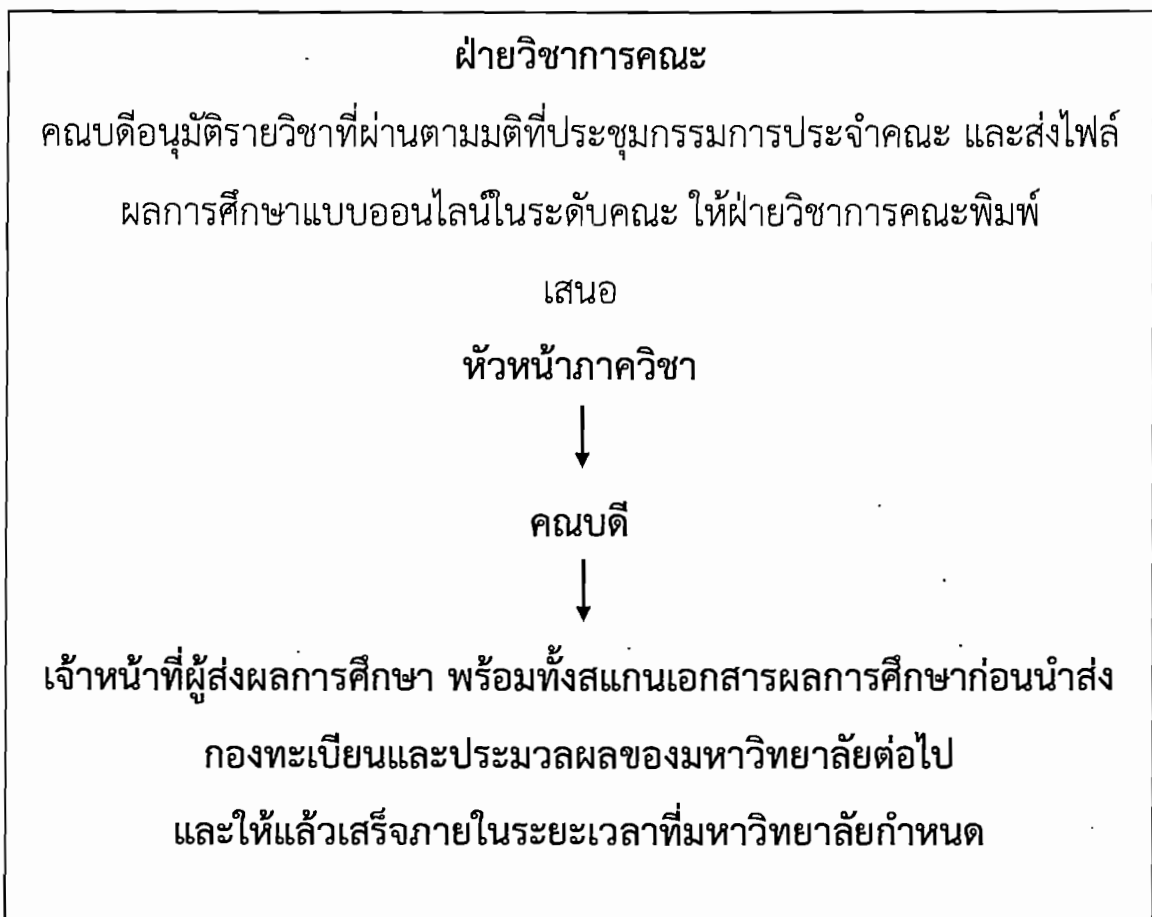 ฝ่ายวิชาการคณะ
คณบดีอนุมัติรายวิชาที่ผ่านตามมติที่ประชุมกรรมการประจำคณะ และส่งไฟล์
ผลการศึกษาแบบออนไลน์ในระดับคณะ ให้ฝ่ายวิชาการคณะพิมพ์
เสนอ
หัวหน้าภาควิชา
คณบดี
เจ้าหน้าที่ผู้ส่งผลการศึกษา พร้อมทั้งสแกนเอกสารผลการศึกษาก่อนนำส่ง
กองทะเบียนและประมวลผลของมหาวิทยาลัยต่อไป
และให้แล้วเสร็จภายในระยะเวลาที่มหาวิทยาลัยกำหนด